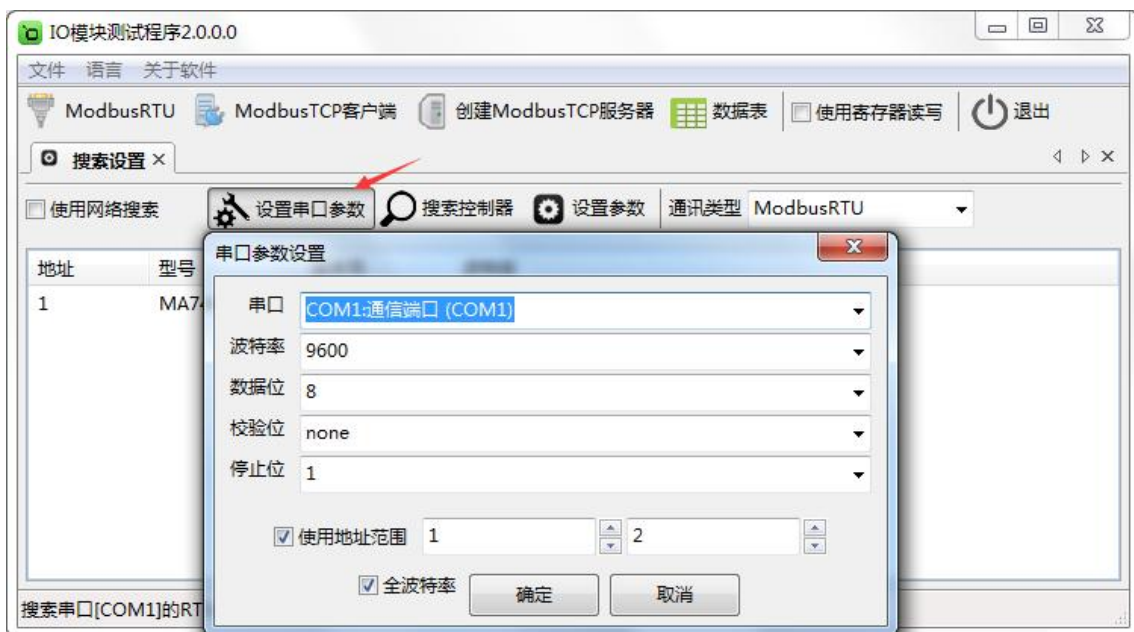 IO模块测试程序2.0.0.0
文件 语言 关于软件
ModbusRTU ModbusTCP客户端 创建ModbusTCP服务器 数据表 使用寄存器读写 退出
搜索设置
使用网络搜索 设置串口参数 搜索控制器 设置参数 通讯类型 ModbusRTU
串口参数设置
地址 型号
1 MA74
串口 COM1:通信端口 (COM1)
波特率 9600
数据位 8
校验位 none
停止位 1
使用地址范围 1 2
全波特率 确定 取消
搜索串口[COM1]的RT